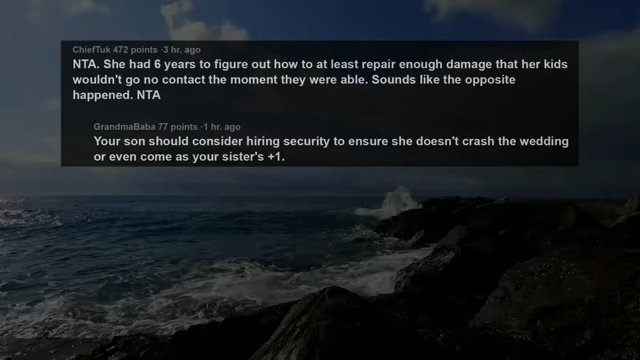 ChiefTuk 472 points ·3 hr. ago
NTA. She had 6 years to figure out how to at least repair enough damage that her kids
wouldn't go no contact the moment they were able. Sounds like the opposite
happened. NTA
GrandmaBaba 77 points ·1 hr. ago
Your son should consider hiring security to ensure she doesn't crash the wedding
or even come as your sister's +1.